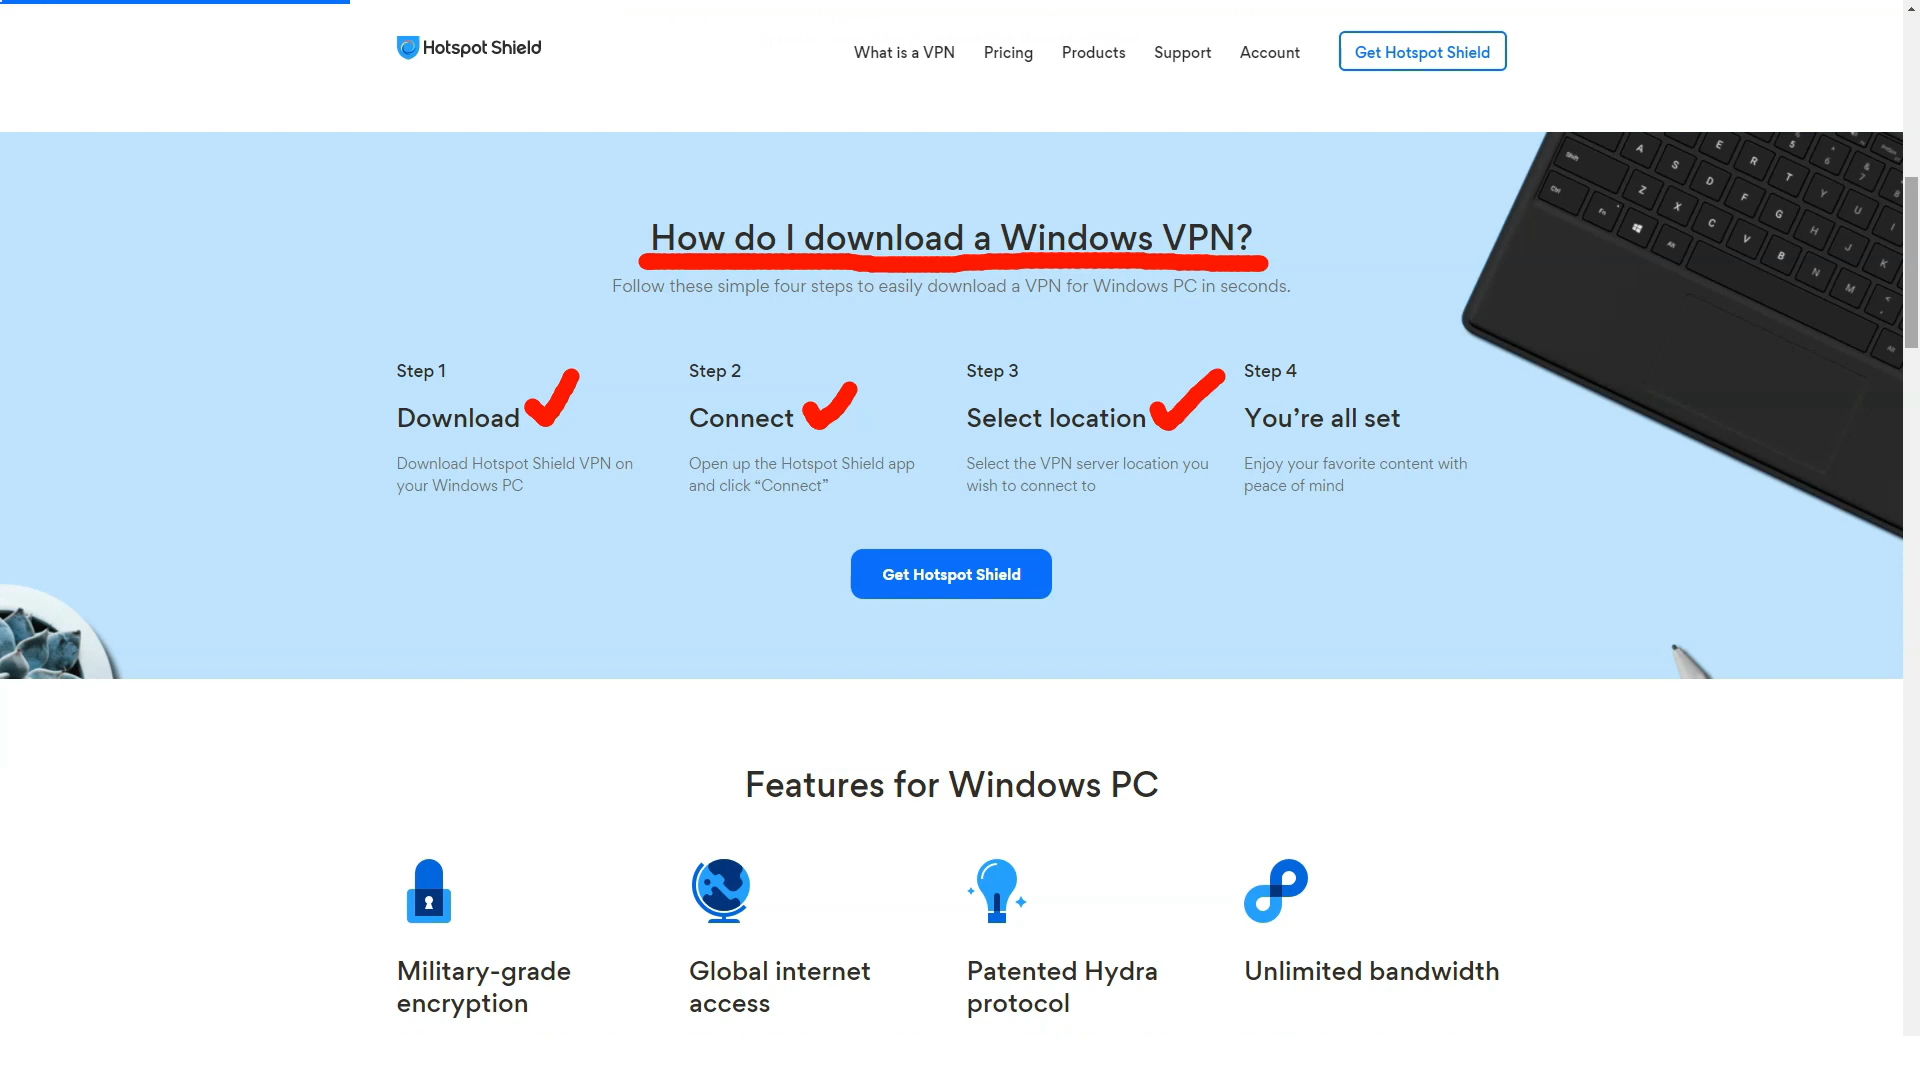 Hotspot Shield
What is a VPN
Pricing
Products
Support
Account
Get Hotspot Shield
How do I download a Windows VPN?
Follow these simple four steps to easily download a VPN for Windows PC in seconds.
Step 1
Download
Download Hotspot Shield VPN on
your Windows PC
Step 2
Connect
Open up the Hotspot Shield app
and click “Connect”
Step 3
Select location
Select the VPN server location you
wish to connect to
Step 4
You’re all set
Enjoy your favorite content with
peace of mind
Get Hotspot Shield
Features for Windows PC
Military-grade
encryption
Global internet
access
Patented Hydra
protocol
Unlimited bandwidth